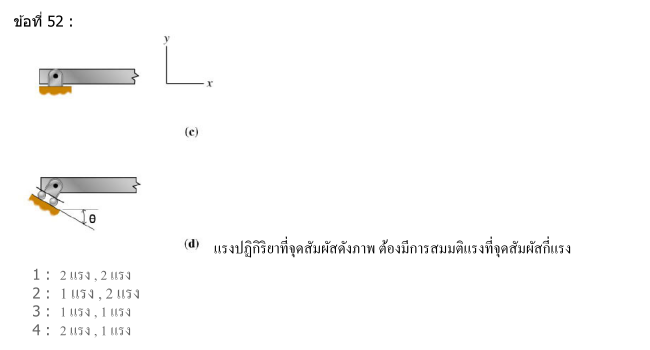 ข้อที่ 52 :
y
x
(c)
θ
(d) แรงปฏิกิริยาที่จุดสัมผัสดังภาพ ต้องมีการสมมติแรงที่จุดสัมผัสกี่แรง
1 : 2 แรง , 2 แรง
2 : 1 แรง , 2 แรง
3 : 1 แรง , 1 แรง
4 : 2 แรง , 1 แรง